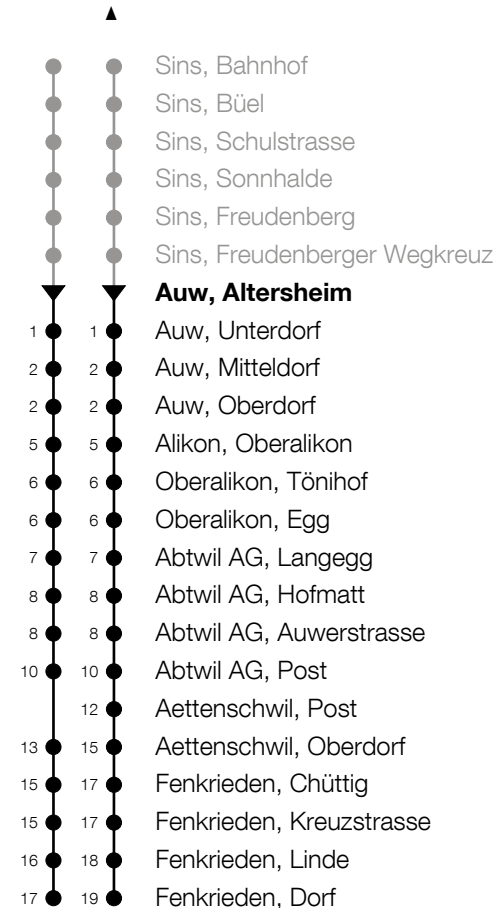 Sins, Bahnhof
Sins, Büel
Sins, Schulstrasse
Sins, Sonnhalde
Sins, Freudenberg
Sins, Freudenberger Wegkreuz
Auw, Altersheim
1 1 Auw, Unterdorf
2 2 Auw, Mitteldorf
2 2 Auw, Oberdorf
5 5 Alikon, Oberalikon
6 6 Oberalikon, Tönihof
6 6 Oberalikon, Egg
7 7 Abtwil AG, Langegg
8 8 Abtwil AG, Hofmatt
8 8 Abtwil AG, Auwerstrasse
10 10 Abtwil AG, Post
12 Aettenschwil, Post
13 15 Aettenschwil, Oberdorf
15 17 Fenkrieden, Chüttig
15 17 Fenkrieden, Kreuzstrasse
16 18 Fenkrieden, Linde
17 19 Fenkrieden, Dorf